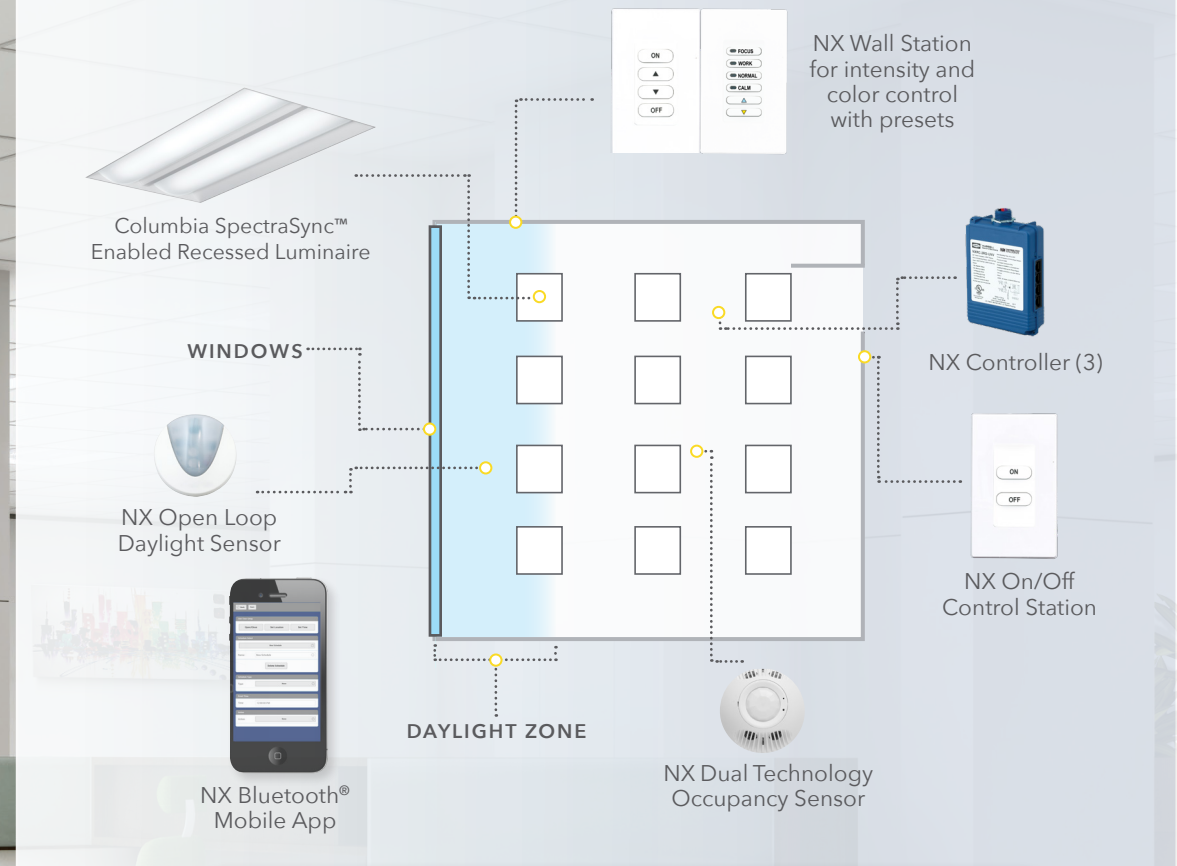 NX Wall Station
for intensity and
color control
with presets
ON
OFF
FOCUS
WORK
NORMAL
CALM
Columbia SpectraSync™
Enabled Recessed Luminaire
WINDOWS
NX Controller (3)
NX Open Loop
Daylight Sensor
ON
OFF
NX On/Off
Control Station
DAYLIGHT ZONE
NX Dual Technology
Occupancy Sensor
NX Bluetooth®
Mobile App